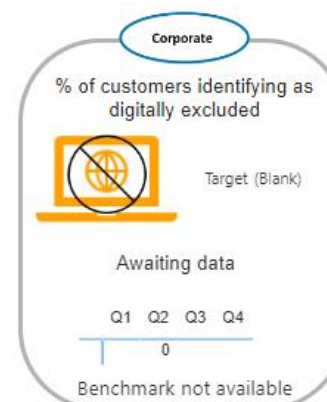 Corporate
% of customers identifying as
digitally excluded
Target (Blank)
Awaiting data
Q1 Q2 Q3 Q4
0
Benchmark not available